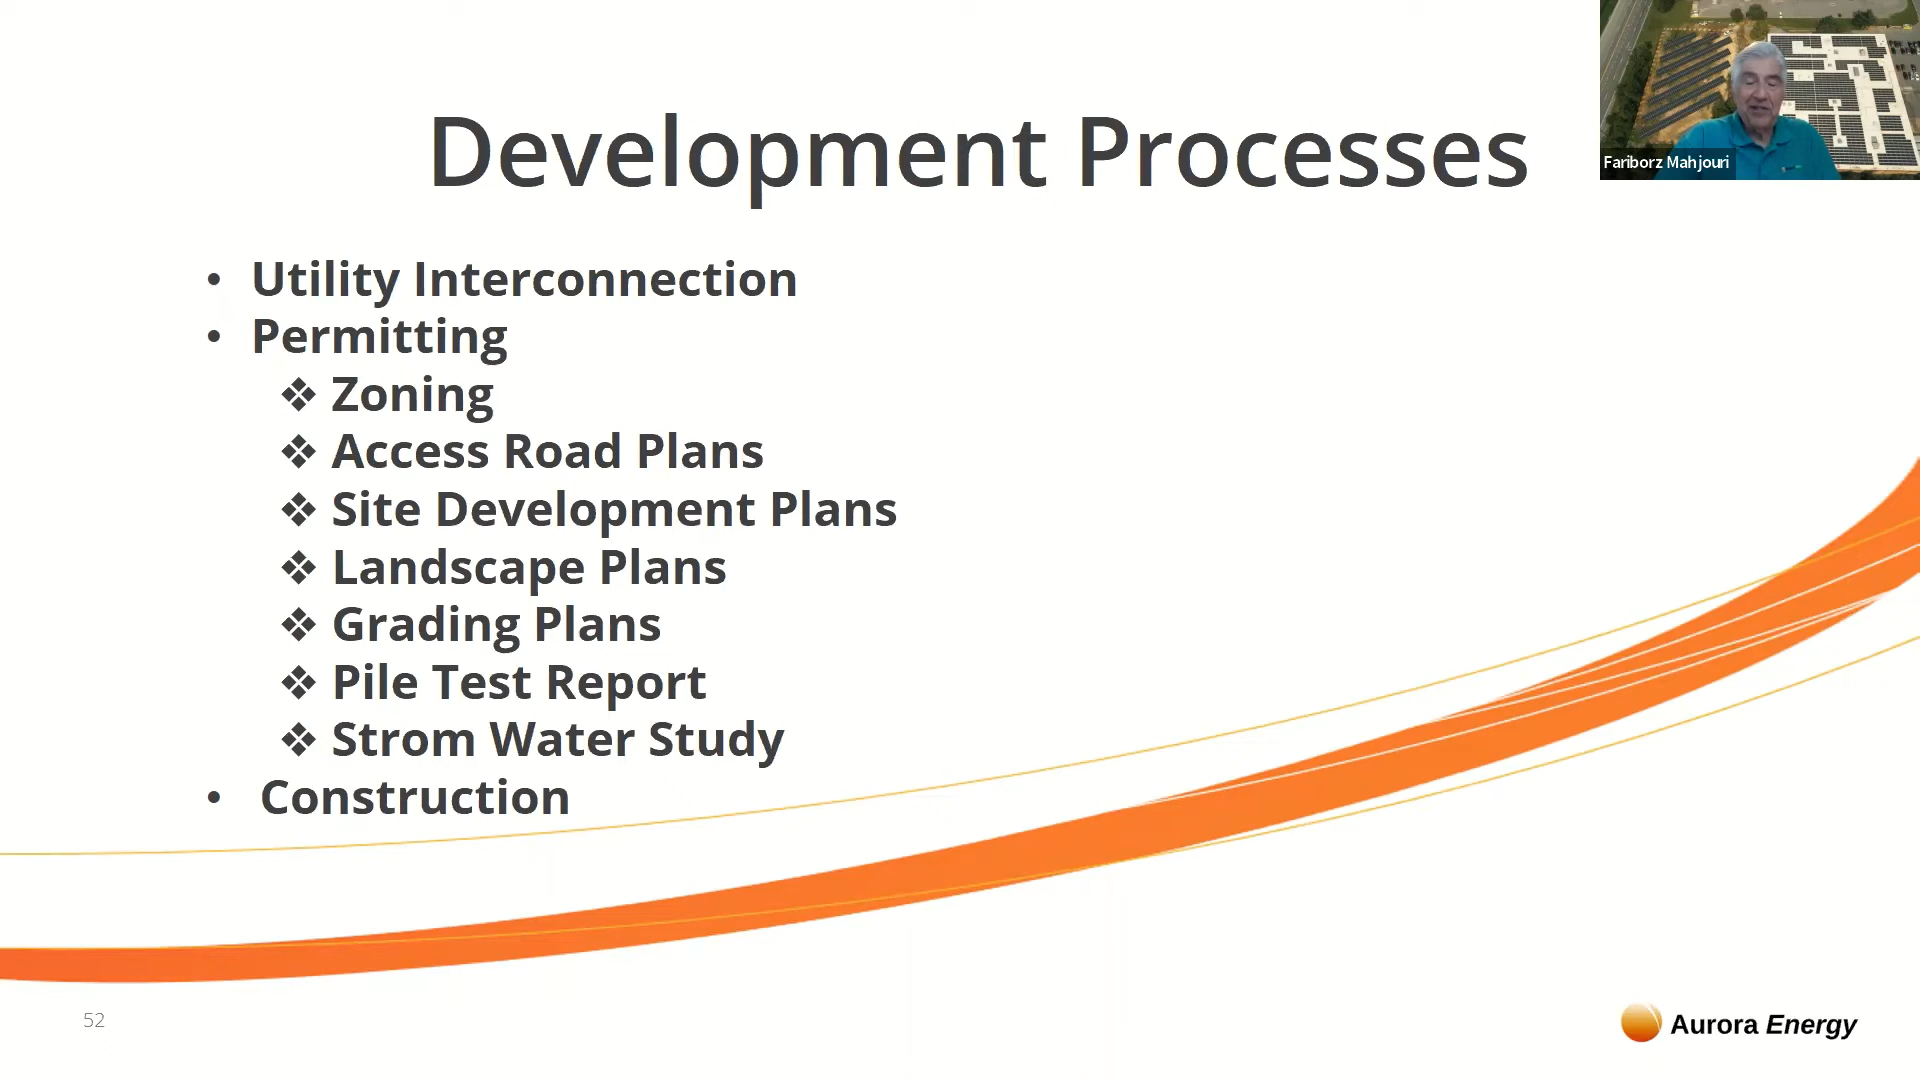 Development Processes
Fariborz Mahjouri
• Utility Interconnection
• Permitting
❖ Zoning
❖ Access Road Plans
❖ Site Development Plans
❖ Landscape Plans
❖ Grading Plans
❖ Pile Test Report
❖ Strom Water Study
• Construction
52
Aurora Energy